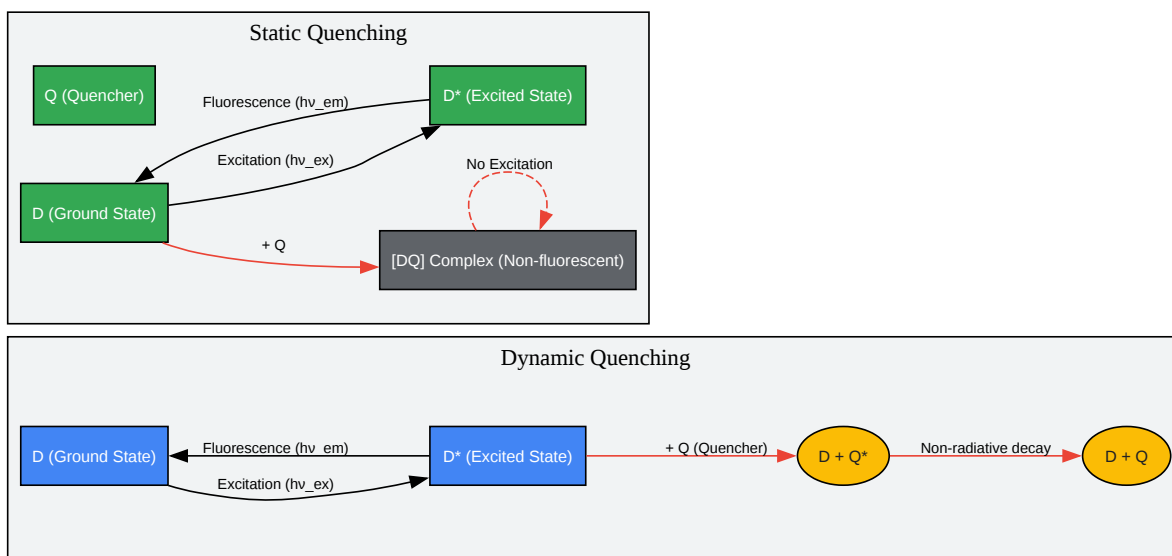 Static Quenching
Q (Quencher)
D* (Excited State)
Fluorescence (hν_em)
Excitation (hν_ex)
No Excitation
D (Ground State)
+ Q
[DQ] Complex (Non-fluorescent)
Dynamic Quenching
D (Ground State)
Fluorescence (hν_em)
Excitation (hν_ex)
D* (Excited State)
+ Q (Quencher)
D + Q*
Non-radiative decay
D + Q